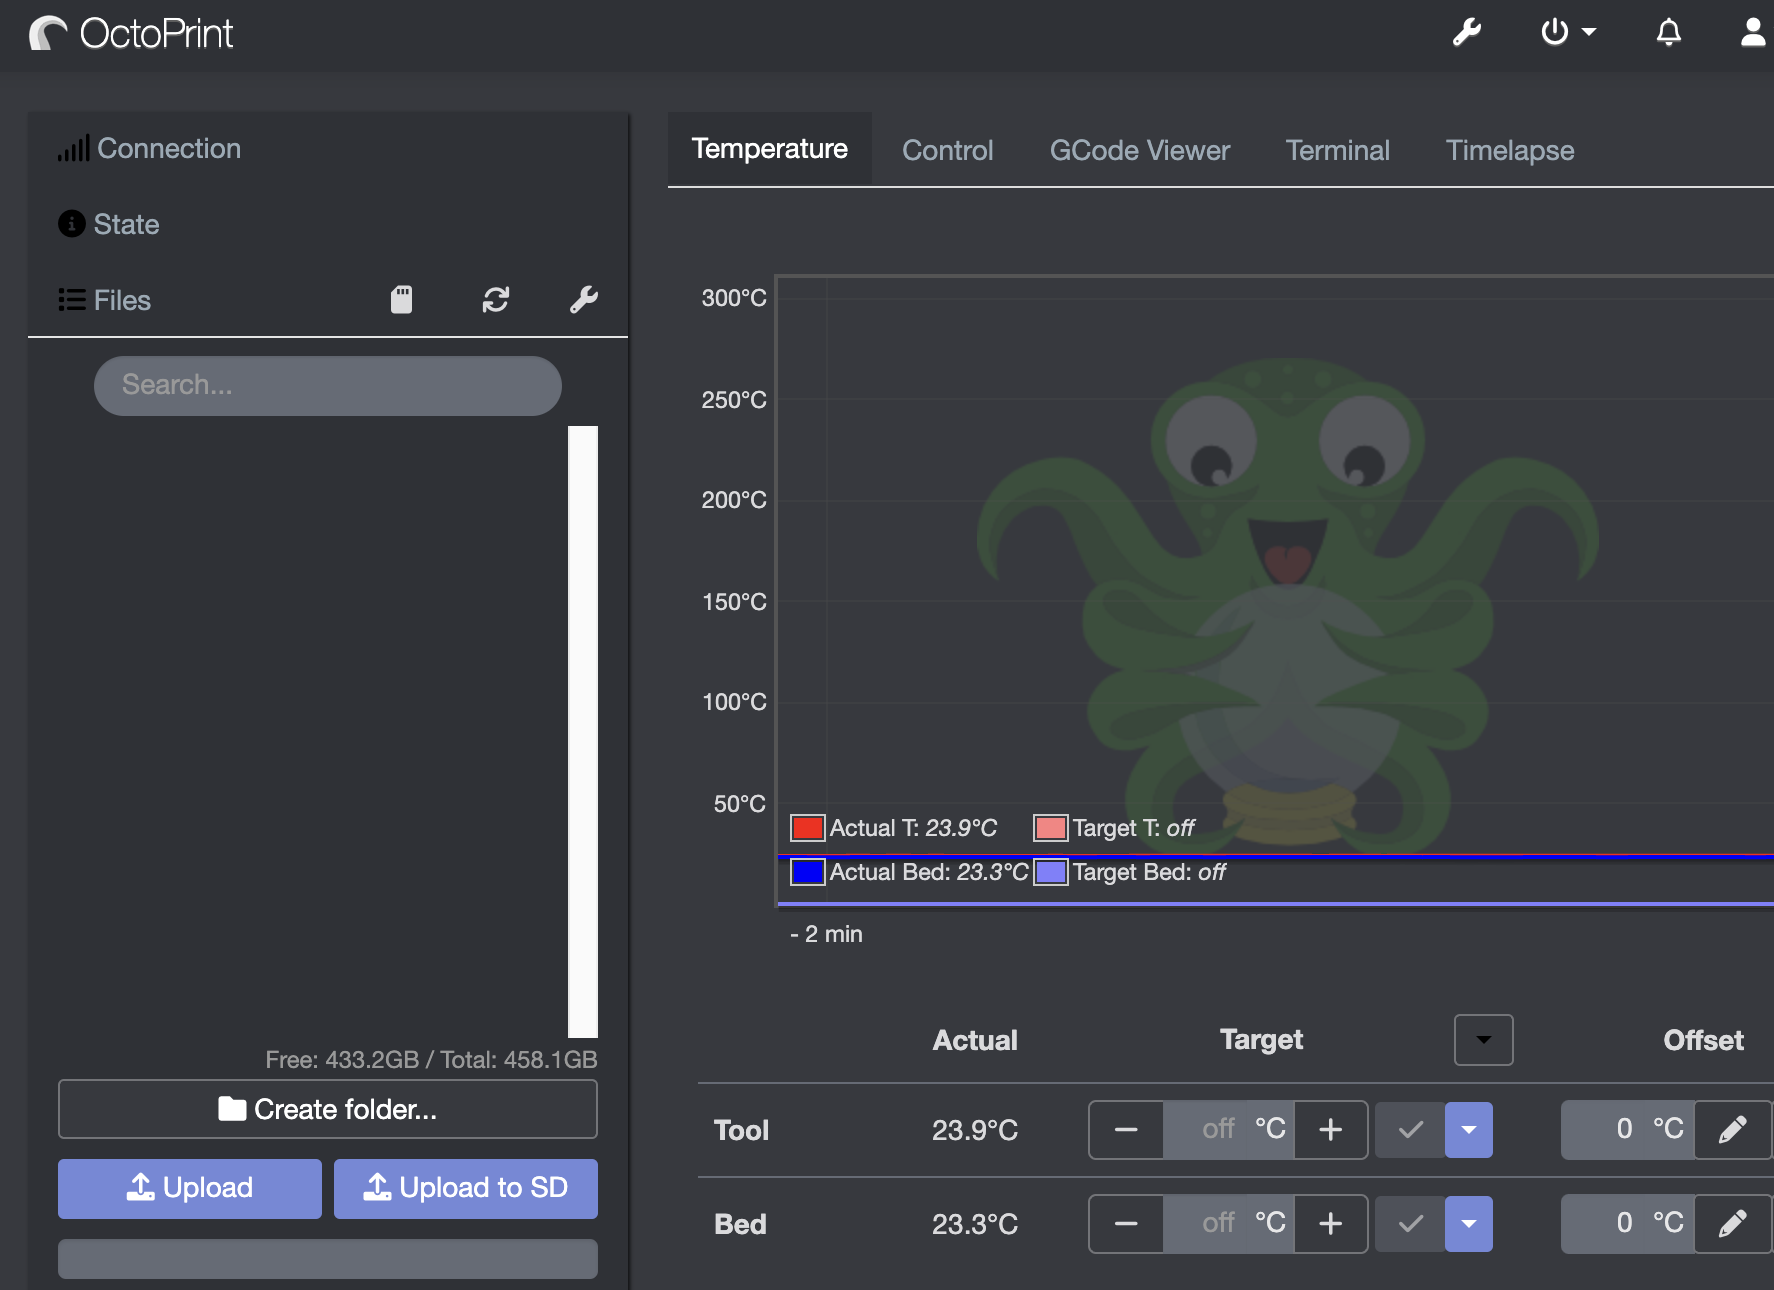 OctoPrint
Connection
State
Files
Search...
Free: 433.2GB / Total: 458.1GB
Create folder...
Upload
Upload to SD
Temperature
Control
GCode Viewer
Terminal
Timelapse
300°C
250°C
200°C
150°C
100°C
50°C
Actual T: 23.9°C
Target T: off
Actual Bed: 23.3°C
Target Bed: off
- 2 min
Actual
Target
Offset
Tool
23.9°C
off °C
0 °C
Bed
23.3°C
off °C
0 °C